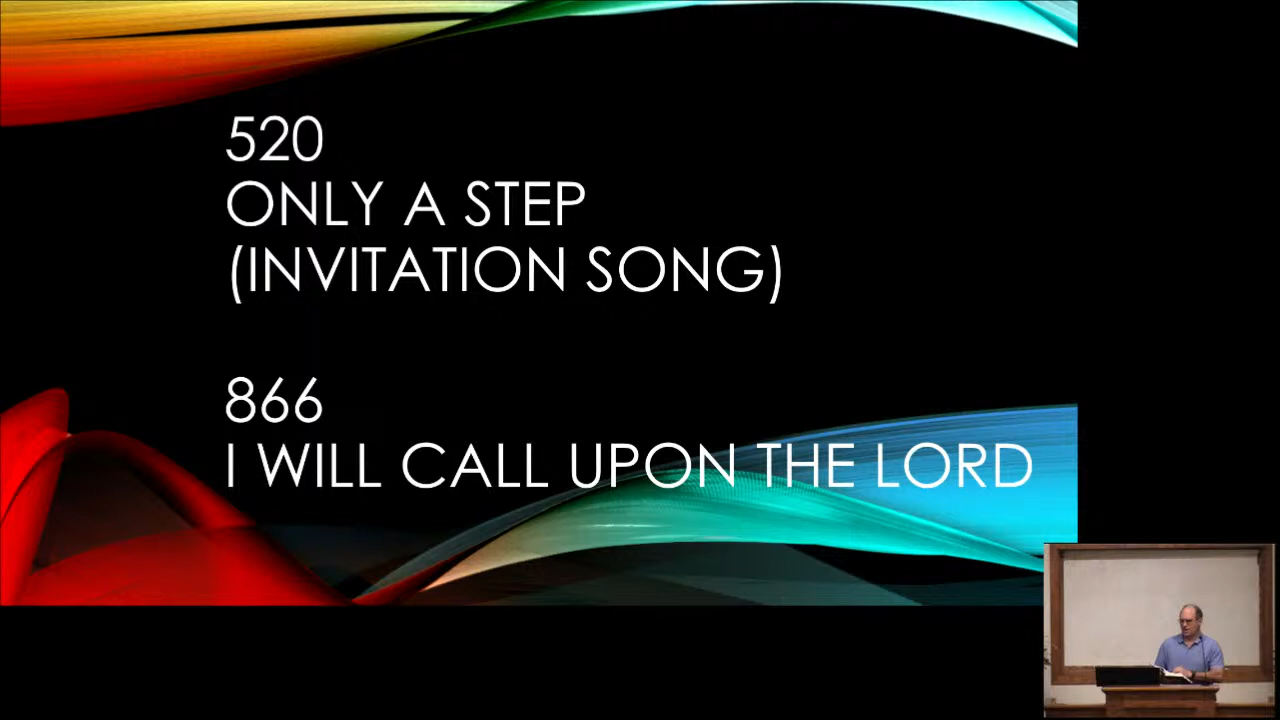 520
ONLY A STEP
(INVITATION SONG)
866
I WILL CALL UPON THE LORD